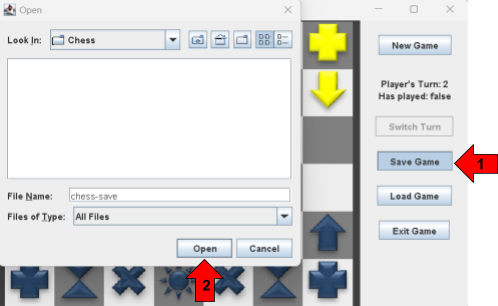 Open
Look In: Chess
File Name: chess-save
Files of Type: All Files
Open Cancel
New Game
Player's Turn: 2
Has played: false
Switch Turn
Save Game
Load Game
Exit Game
1
2